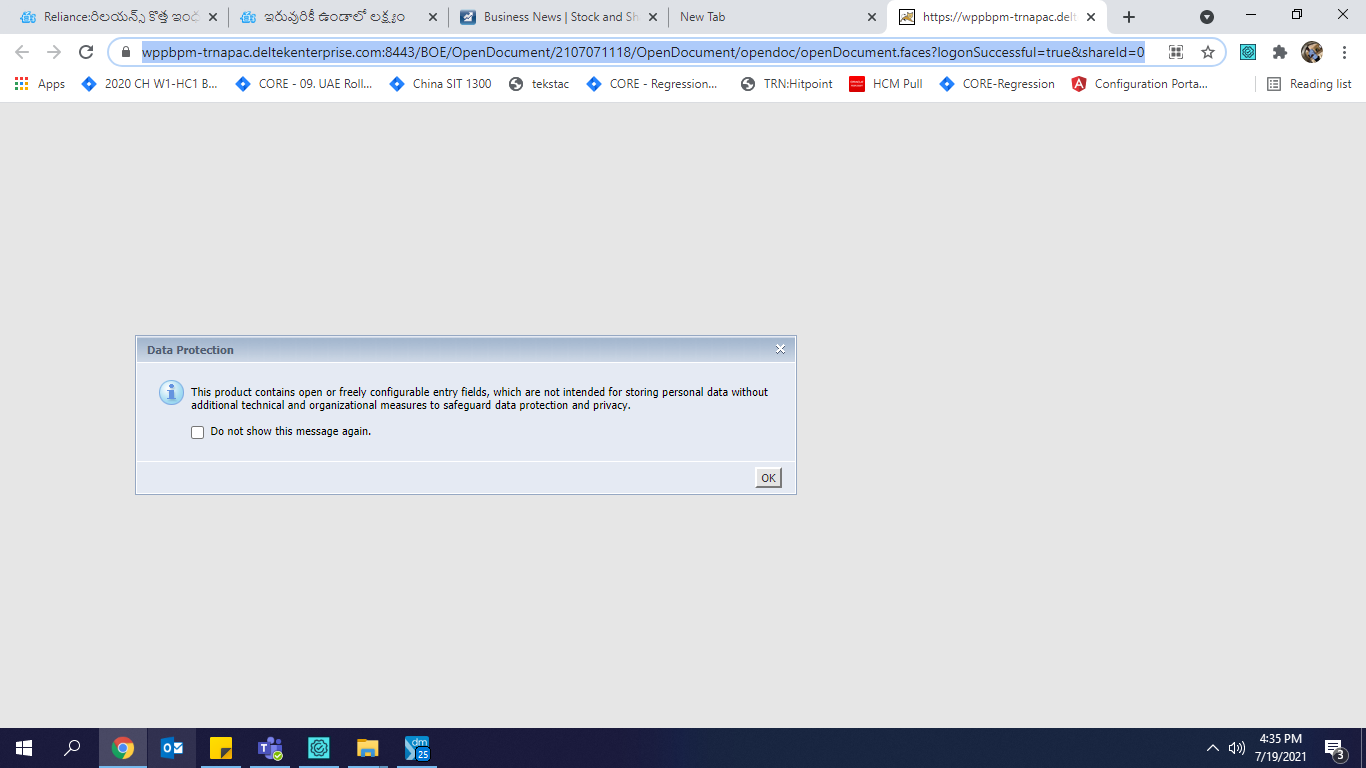 Reliance:రిలయన్స్ కొత్త ఇండ
ఇరువురికీ ఉండాలో లక్ష్యం
Business News | Stock and Sh
New Tab
https://wppbpm-trnapac.delt
wppbpm-trnapac.deltekenterprise.com:8443/BOE/OpenDocument/2107071118/OpenDocument/opendoc/openDocument.faces?logonSuccessful=true&shareId=0
Apps
2020 CH W1-HC1 B...
CORE - 09. UAE Roll...
China SIT 1300
tekstac
CORE - Regression...
TRN:Hitpoint
HCM Pull
CORE-Regression
Configuration Porta...
Reading list
Data Protection
This product contains open or freely configurable entry fields, which are not intended for storing personal data without
additional technical and organizational measures to safeguard data protection and privacy.
Do not show this message again.
OK
dm
25
4:35 PM
7/19/2021
3